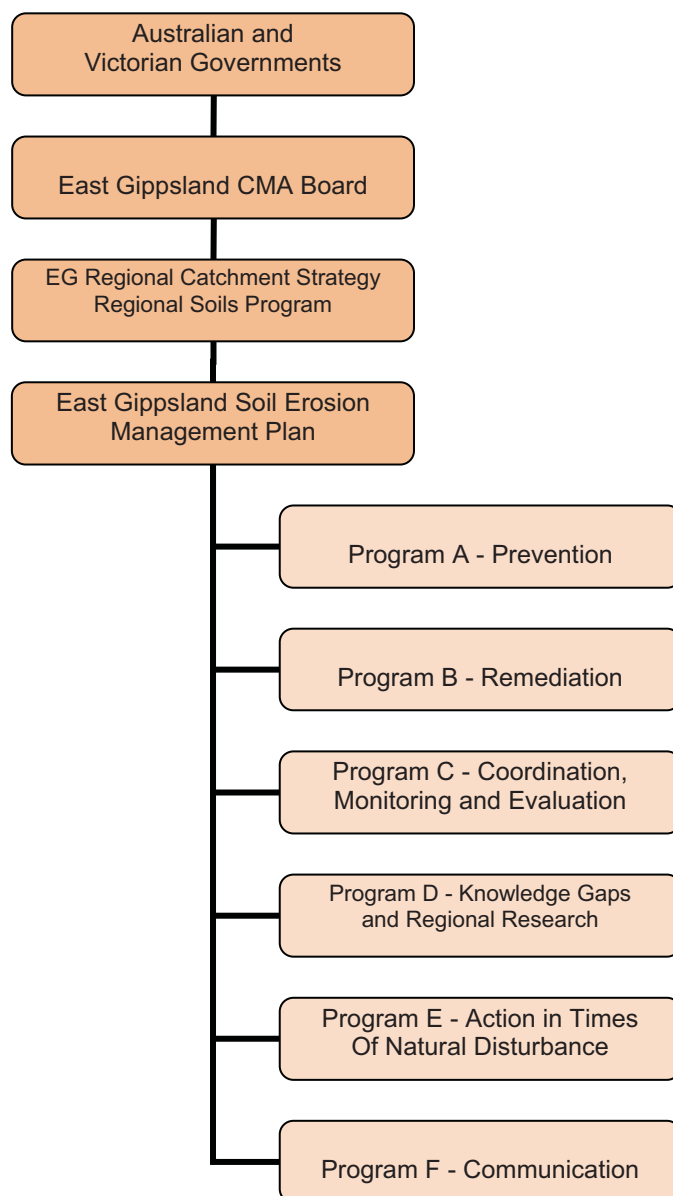 Australian and
Victorian Governments
East Gippsland CMA Board
EG Regional Catchment Strategy
Regional Soils Program
East Gippsland Soil Erosion
Management Plan
Program A - Prevention
Program B - Remediation
Program C - Coordination,
Monitoring and Evaluation
Program D - Knowledge Gaps
and Regional Research
Program E - Action in Times
Of Natural Disturbance
Program F - Communication